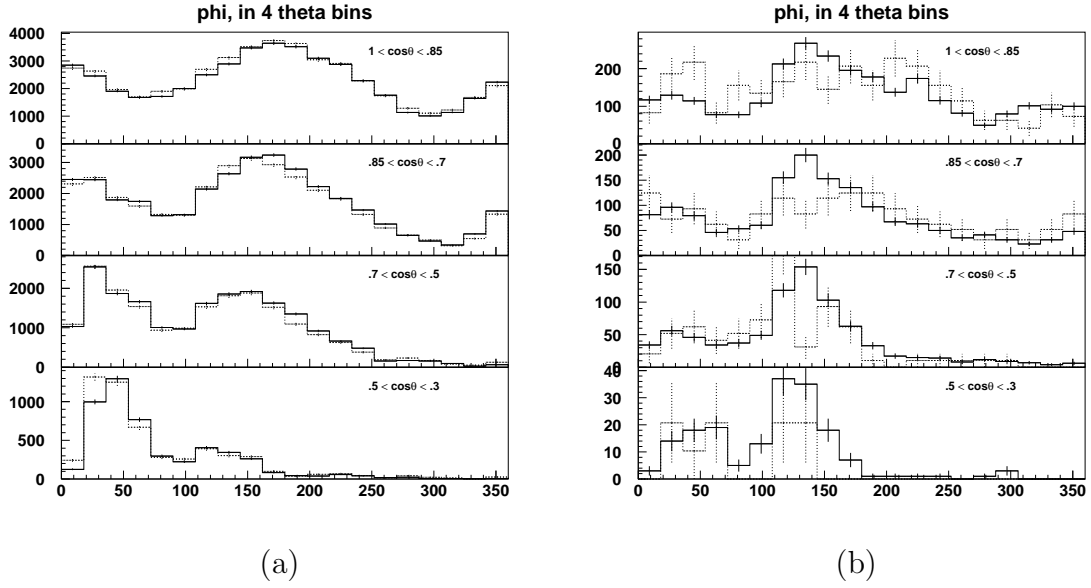 phi, in 4 theta bins
4000
3000
2000
1000
0
1 < cosθ < .85
3000
2000
1000
0
.85 < cosθ < .7
2000
1000
0
.7 < cosθ < .5
1000
500
0
.5 < cosθ < .3
0 50 100 150 200 250 300 350
(a)
phi, in 4 theta bins
200
100
0
1 < cosθ < .85
200
150
100
50
0
.85 < cosθ < .7
150
100
50
0
.7 < cosθ < .5
40
30
20
10
0
.5 < cosθ < .3
0 50 100 150 200 250 300 350
(b)